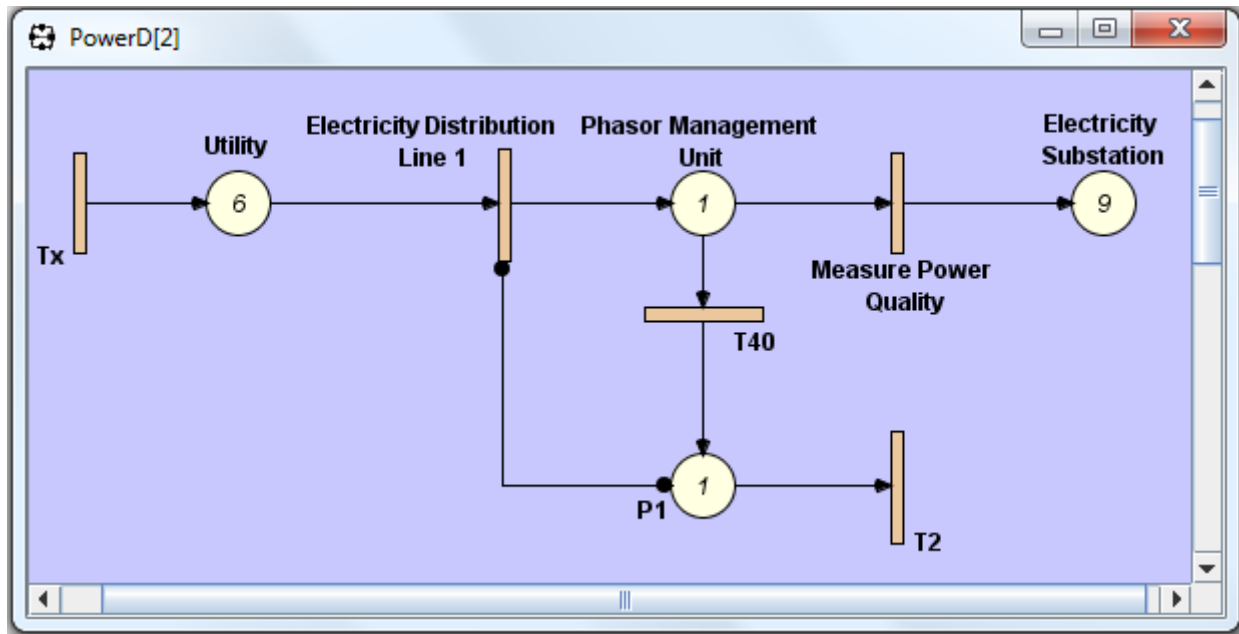 PowerD[2]
Electricity Distribution
Line 1
Phasor Management
Unit
Electricity
Substation
Utility
6
1
9
Tx
Measure Power
Quality
T40
P1
1
T2